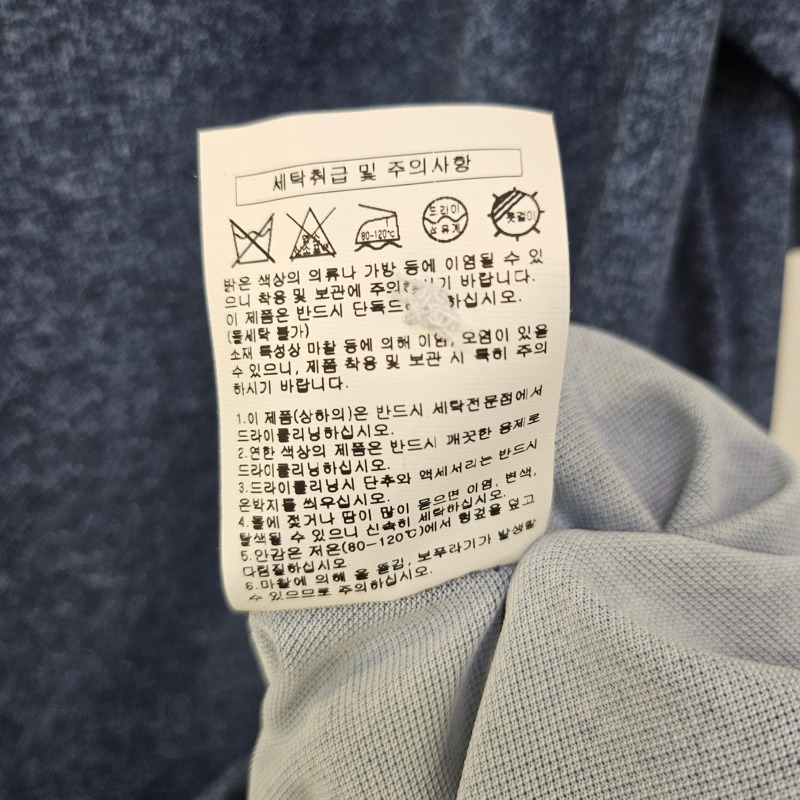 세탁취급 및 주의사항
80-120℃
드라이
석유계
옷걸이
밝은 색상의 의류나 가방 등에 이염될 수 있
으니 착용 및 보관에 주의 바랍니다.
이 제품은 반드시 단독드 하십시오.
(물세탁 불가)
소재 특성상 마찰 등에 의해 이염, 오염이 있을
수 있으니, 제품 착용 및 보관 시 특히 주의
하시기 바랍니다.
1.이 제품(상하의)은 반드시 세탁전문점에서
드라이클리닝하십시오.
2.연한 색상의 제품은 반드시 깨끗한 용제로
드라이클리닝하십시오.
3.드라이클리닝시 단추와 액세서리는 반드시
은박지를 씌우십시오.
4.물에 젖거나 땀이 많이 묻으면 이염, 변색,
탈색될 수 있으니 신속히 세탁하십시오.
5.안감은 저온(80-120℃)에서 헝겊을 덮고
다림질하십시오
6.마찰에 의해 올 뜯김, 보푸라기가 발생할
수 있으므로 주의하십시오.